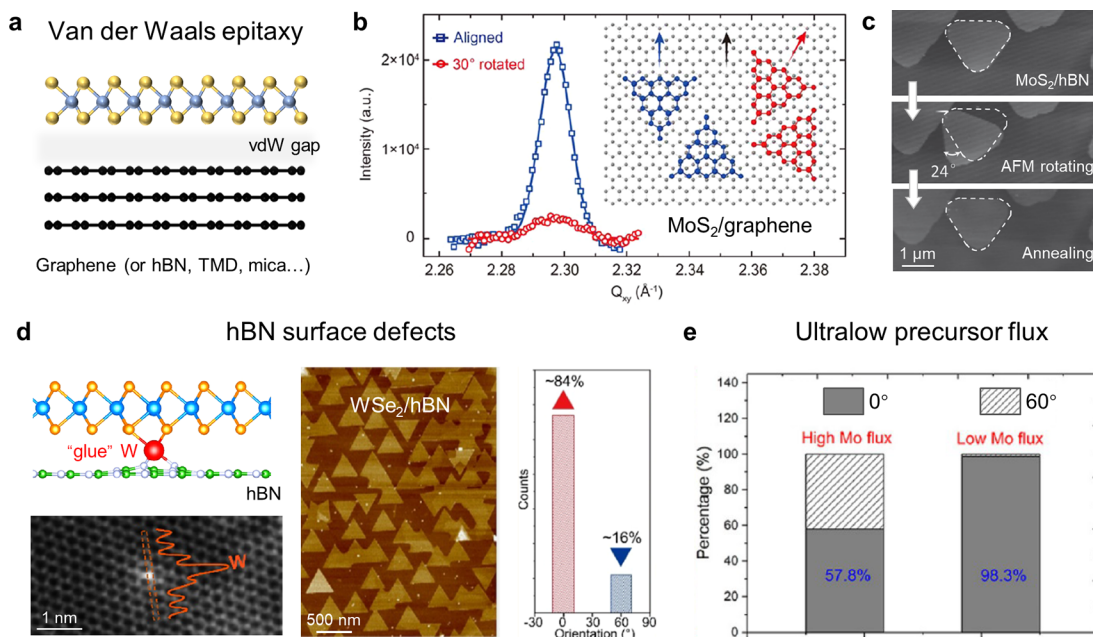 a
Van der Waals epitaxy
vdW gap
Graphene (or hBN, TMD, mica...)
b
Aligned
30° rotated
Intensity (a.u.)
2×10⁴
1×10⁴
0
2.26 2.28 2.30 2.32 2.34 2.36 2.38
Qxy (Å⁻¹)
MoS₂/graphene
c
MoS₂/hBN
24°
AFM rotating
Annealing
1 μm
d
hBN surface defects
"glue" W
hBN
W
1 nm
WSe₂/hBN
500 nm
~84%
~16%
Counts
-30 0 30 60 90
Orientation (°)
e
Ultralow precursor flux
0°
60°
High Mo flux
Low Mo flux
Percentage (%)
140
120
100
80
60
40
20
0
57.8%
98.3%